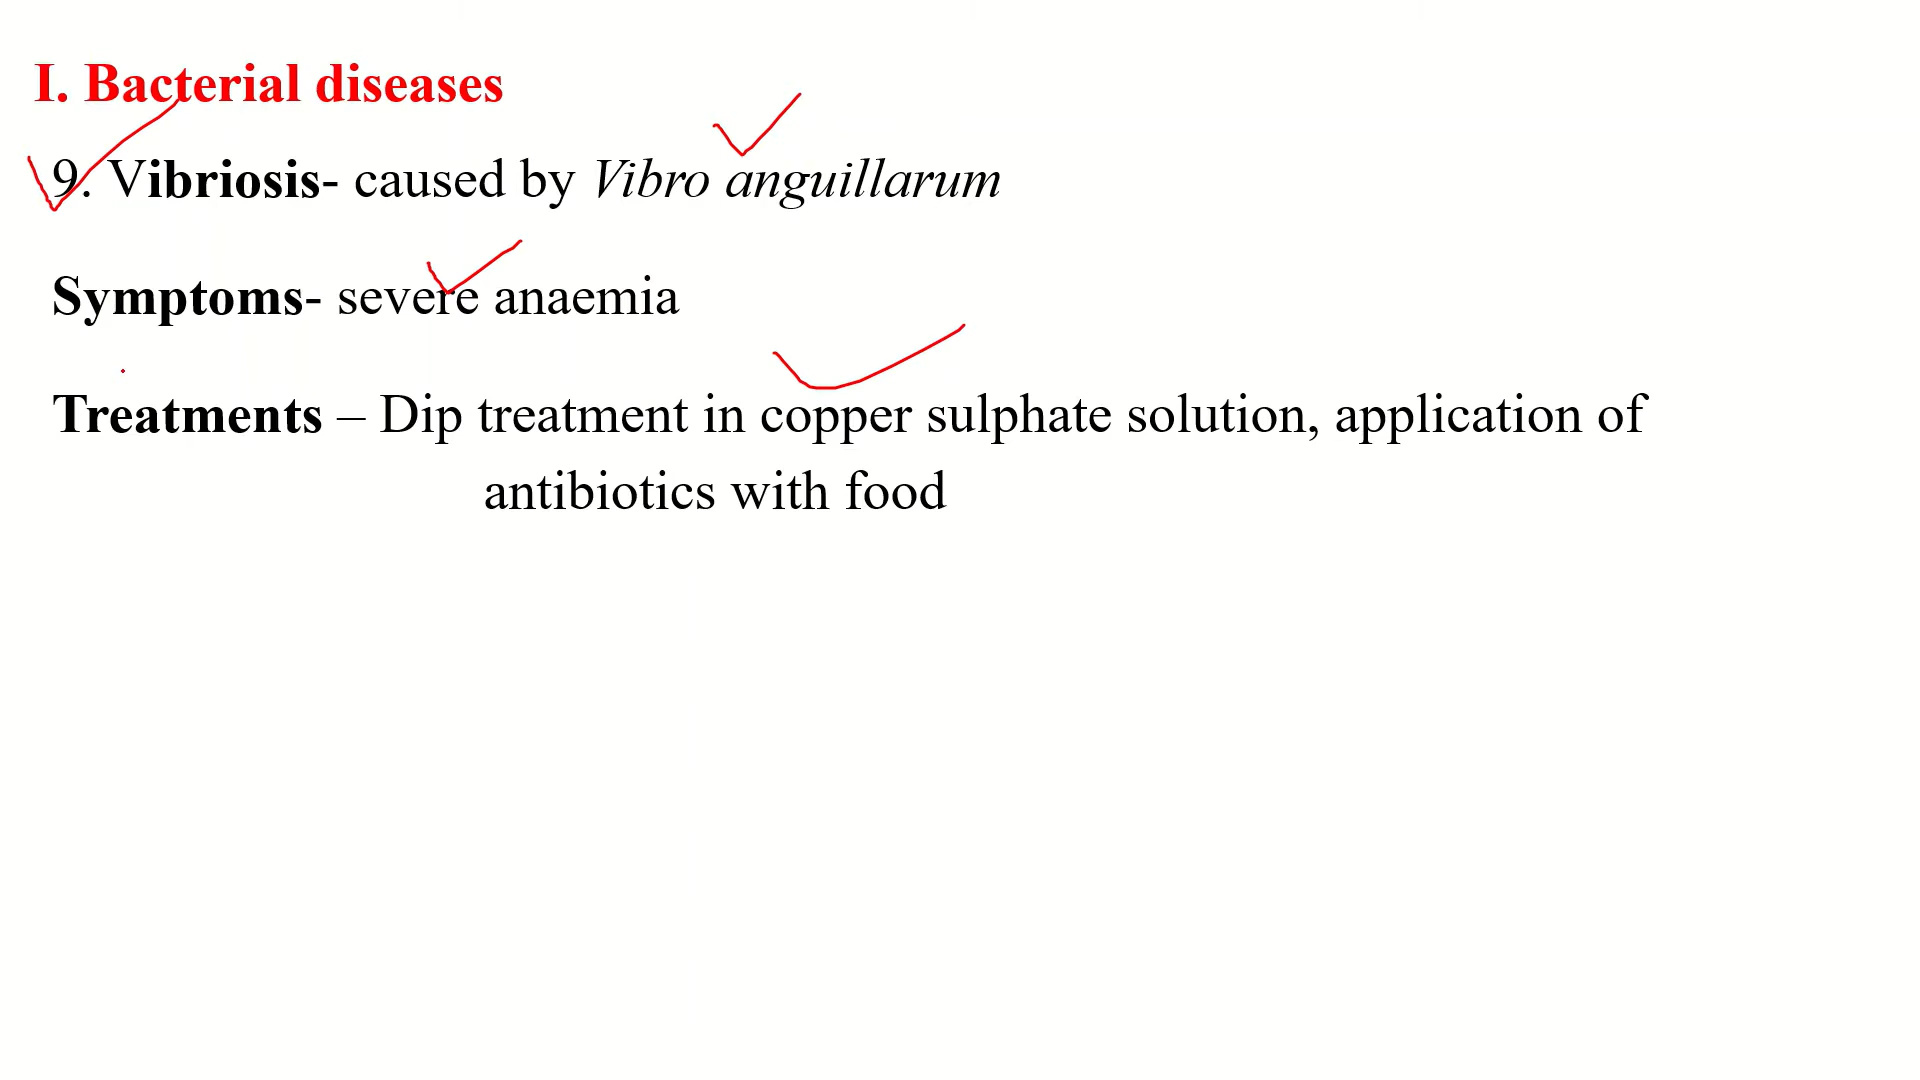 I. Bacterial diseases
9. Vibriosis- caused by Vibro anguillarum
Symptoms- severe anaemia
Treatments – Dip treatment in copper sulphate solution, application of
antibiotics with food